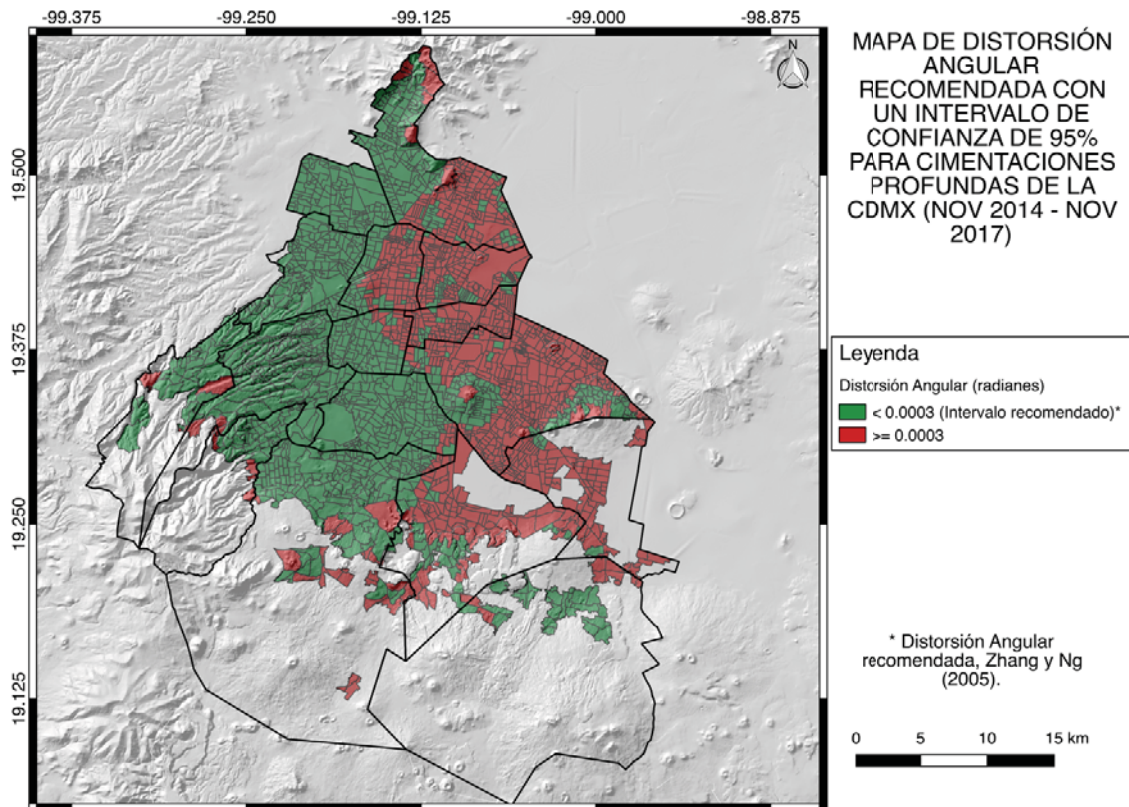 -99.375
-99.250
-99.125
-99.000
-98.875
19.500
19.375
19.250
19.125
N
MAPA DE DISTORSIÓN
ANGULAR
RECOMENDADA CON
UN INTERVALO DE
CONFIANZA DE 95%
PARA CIMENTACIONES
PROFUNDAS DE LA
CDMX (NOV 2014 - NOV
2017)
Leyenda
Distorsión Angular (radianes)
< 0.0003 (Intervalo recomendado)*
>= 0.0003
* Distorsión Angular
recomendada, Zhang y Ng
(2005).
0 5 10 15 km